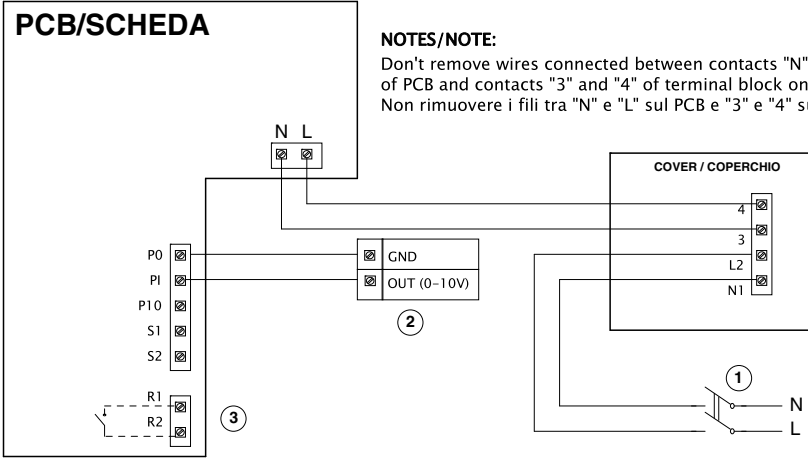 PCB/SCHEDA
NOTES/NOTE:
Don't remove wires connected between contacts "N"
of PCB and contacts "3" and "4" of terminal block on
Non rimuovere i fili tra "N" e "L" sul PCB e "3" e "4"
N L
COVER / COPERCHIO
4
3
L2
N1
P0
PI
P10
S1
S2
GND
OUT (0-10V)
2
1
R1
R2
3
N
L